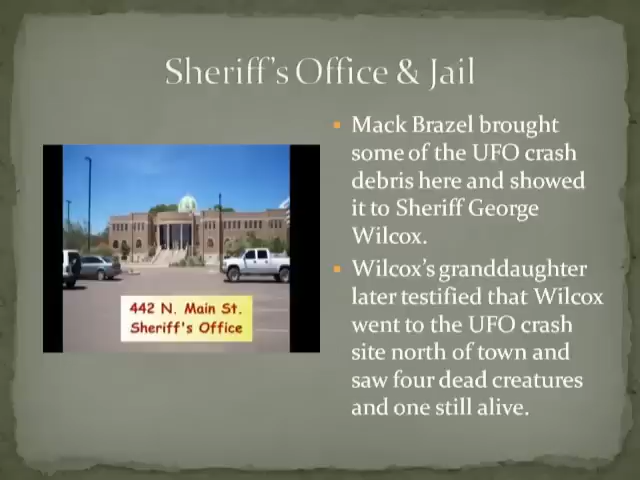 Sheriff's Office & Jail
Mack Brazel brought
some of the UFO crash
debris here and showed
it to Sheriff George
Wilcox.
Wilcox's granddaughter
later testified that Wilcox
went to the UFO crash
site north of town and
saw four dead creatures
and one still alive.
442 N. Main St.
Sheriff's Office